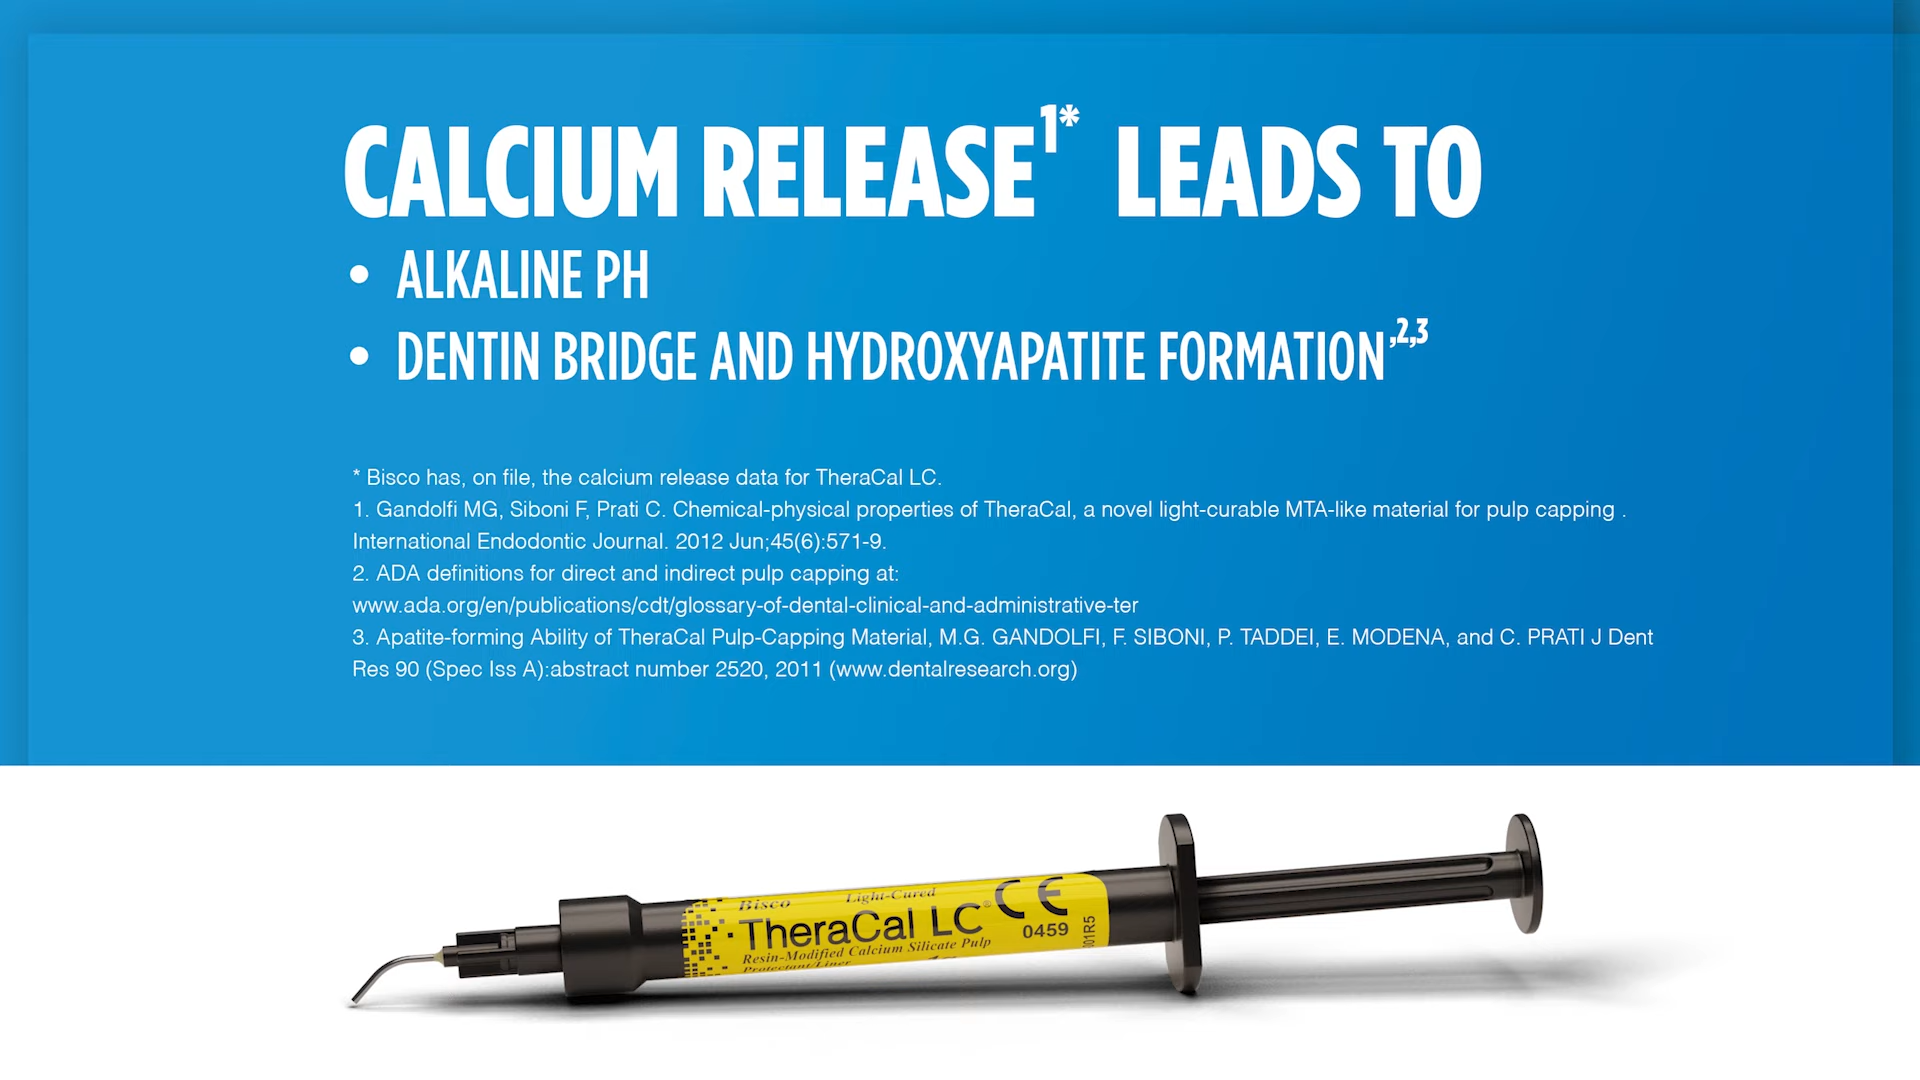 CALCIUM RELEASE1* LEADS TO
• ALKALINE PH
• DENTIN BRIDGE AND HYDROXYAPATITE FORMATION,2,3
* Bisco has, on file, the calcium release data for TheraCal LC.
1. Gandolfi MG, Siboni F, Prati C. Chemical-physical properties of TheraCal, a novel light-curable MTA-like material for pulp capping .
International Endodontic Journal. 2012 Jun;45(6):571-9.
2. ADA definitions for direct and indirect pulp capping at:
www.ada.org/en/publications/cdt/glossary-of-dental-clinical-and-administrative-ter
3. Apatite-forming Ability of TheraCal Pulp-Capping Material, M.G. GANDOLFI, F. SIBONI, P. TADDEI, E. MODENA, and C. PRATI J Dent
Res 90 (Spec Iss A):abstract number 2520, 2011 (www.dentalresearch.org)
Bisco Light-Cured
TheraCal LC® CE
0459
Resin-Modified Calcium Silicate Pulp
Protectant/Liner